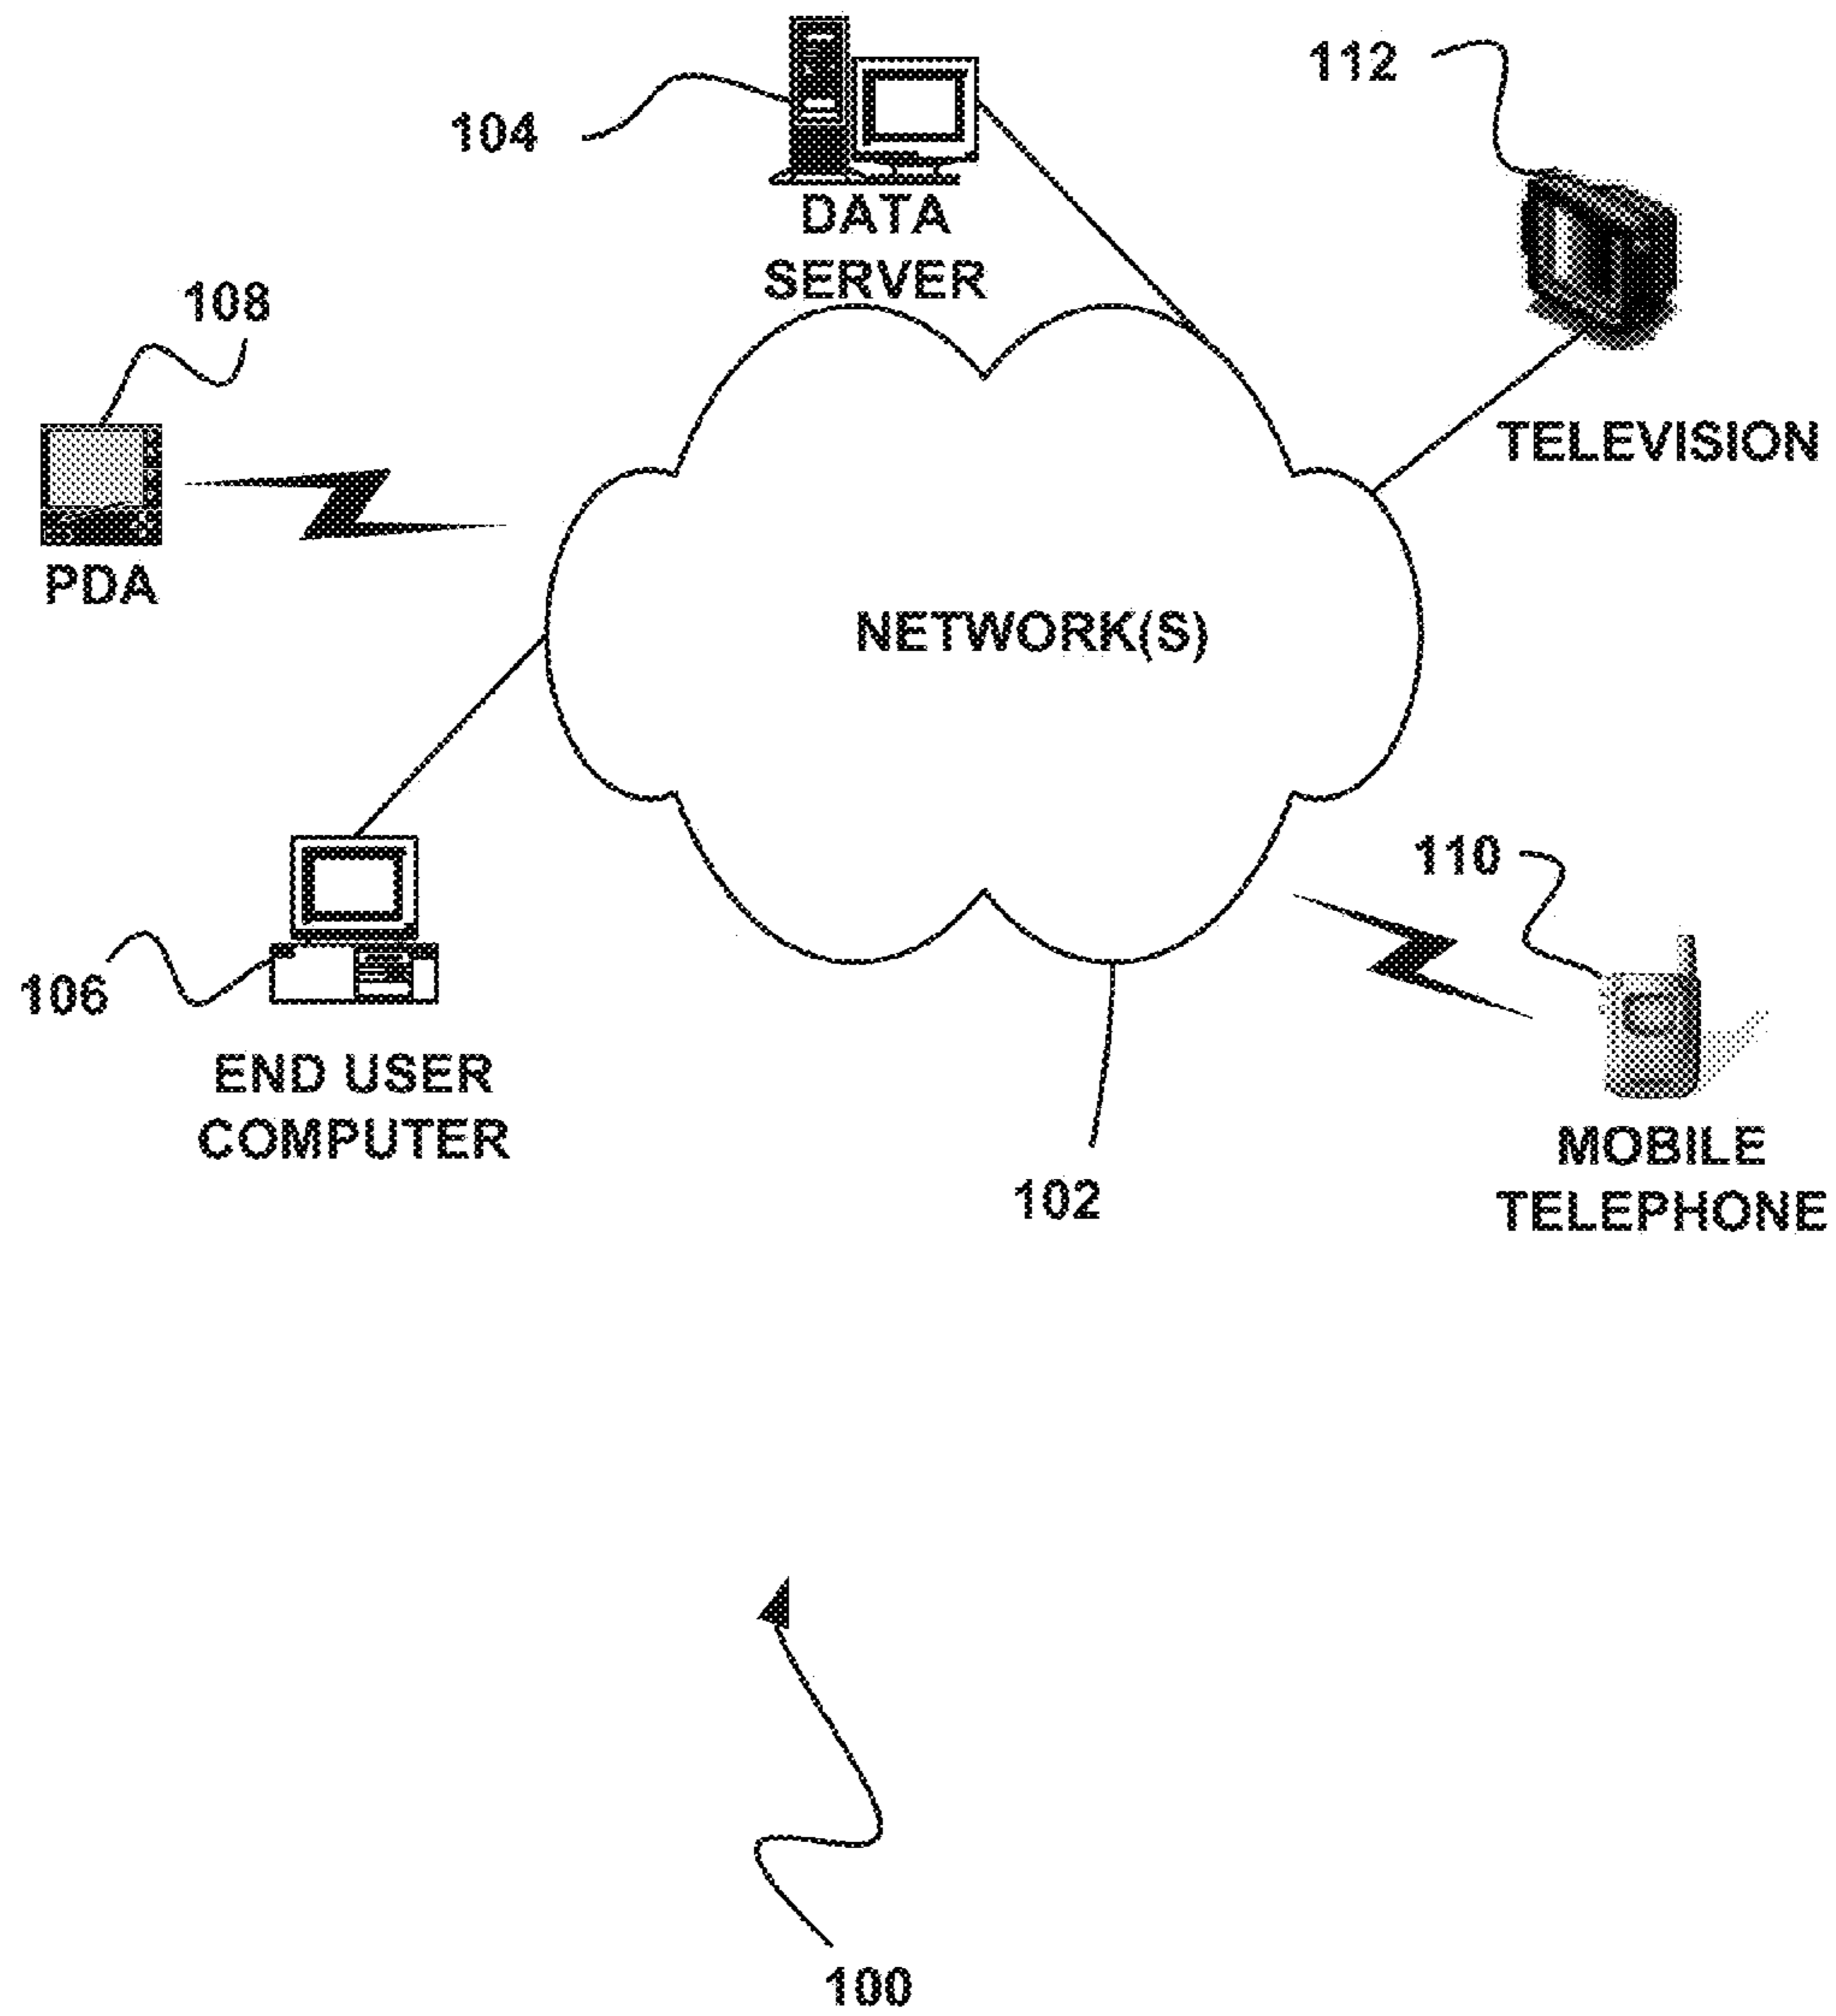 112
104
DATA
SERVER
108
TELEVISION
PDA
NETWORK(S)
110
106
END USER
COMPUTER
MOBILE
TELEPHONE
102
100